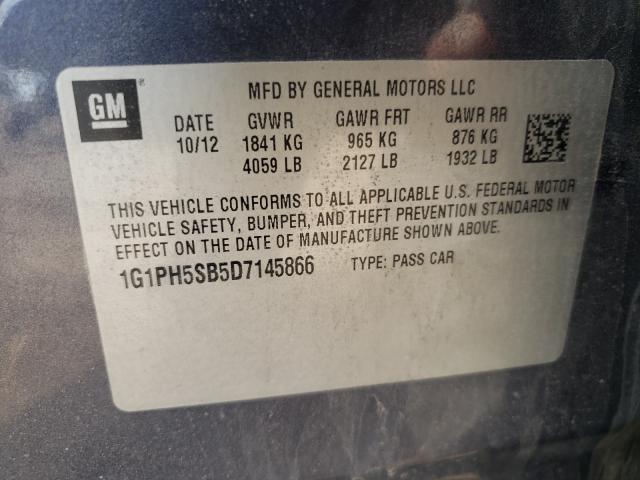 GM
MFD BY GENERAL MOTORS LLC
DATE GVWR GAWR FRT GAWR RR
10/12 1841 KG 965 KG 876 KG
4059 LB 2127 LB 1932 LB
THIS VEHICLE CONFORMS TO ALL APPLICABLE U.S. FEDERAL MOTOR
VEHICLE SAFETY, BUMPER, AND THEFT PREVENTION STANDARDS IN
EFFECT ON THE DATE OF MANUFACTURE SHOWN ABOVE.
1G1PH5SB5D7145866 TYPE: PASS CAR